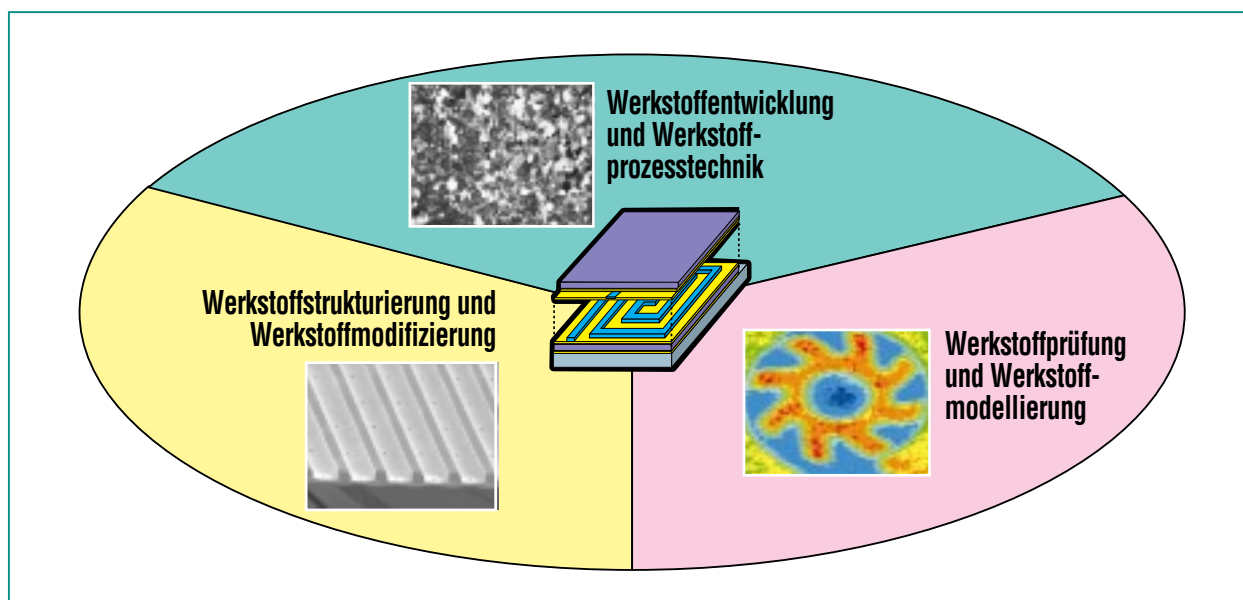 Werkstoffentwicklung
und Werkstoff-
prozesstechnik
Werkstoffstrukturierung und
Werkstoffmodifizierung
Werkstoffprüfung
und Werkstoff-
modellierung